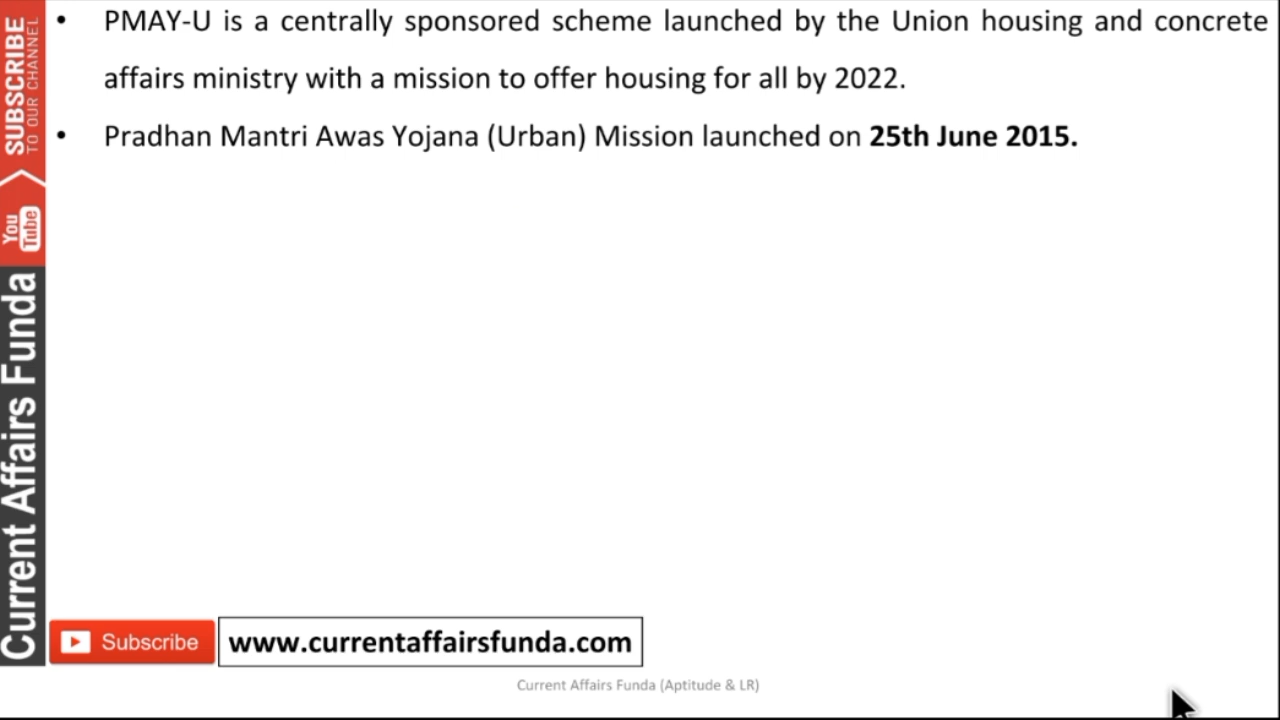 • PMAY-U is a centrally sponsored scheme launched by the Union housing and concrete
affairs ministry with a mission to offer housing for all by 2022.
• Pradhan Mantri Awas Yojana (Urban) Mission launched on 25th June 2015.
SUBSCRIBE
TO OUR CHANNEL
You
Tube
Current Affairs Funda
Subscribe
www.currentaffairsfunda.com
Current Affairs Funda (Aptitude & LR)